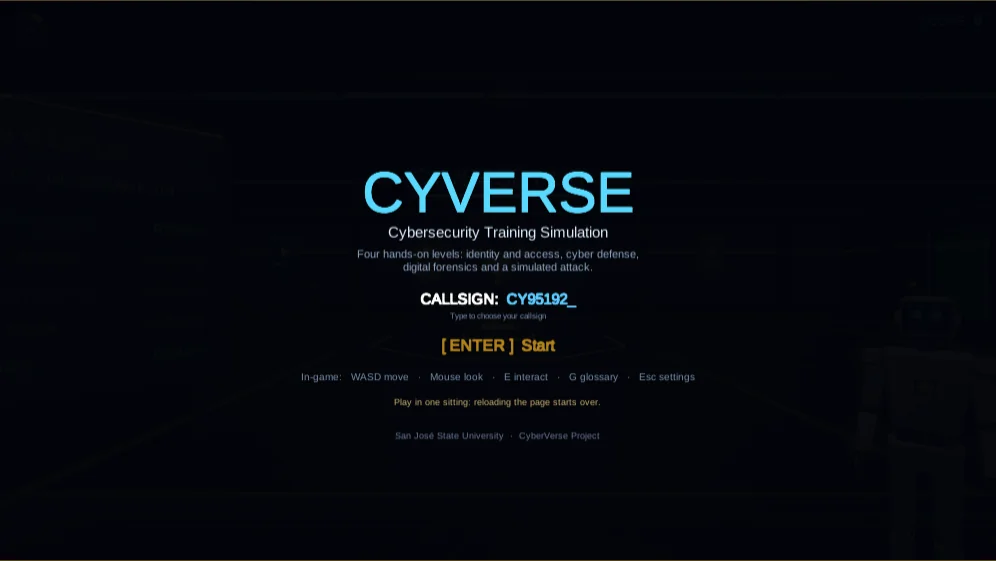 CYVERSE
Cybersecurity Training Simulation
Four hands-on levels: identity and access, cyber defense,
digital forensics and a simulated attack.
CALLSIGN: CY95192_
Type to choose your callsign
[ ENTER ] Start
In-game: WASD move · Mouse look · E interact · G glossary · Esc settings
Play in one sitting: reloading the page starts over.
San José State University · CyberVerse Project